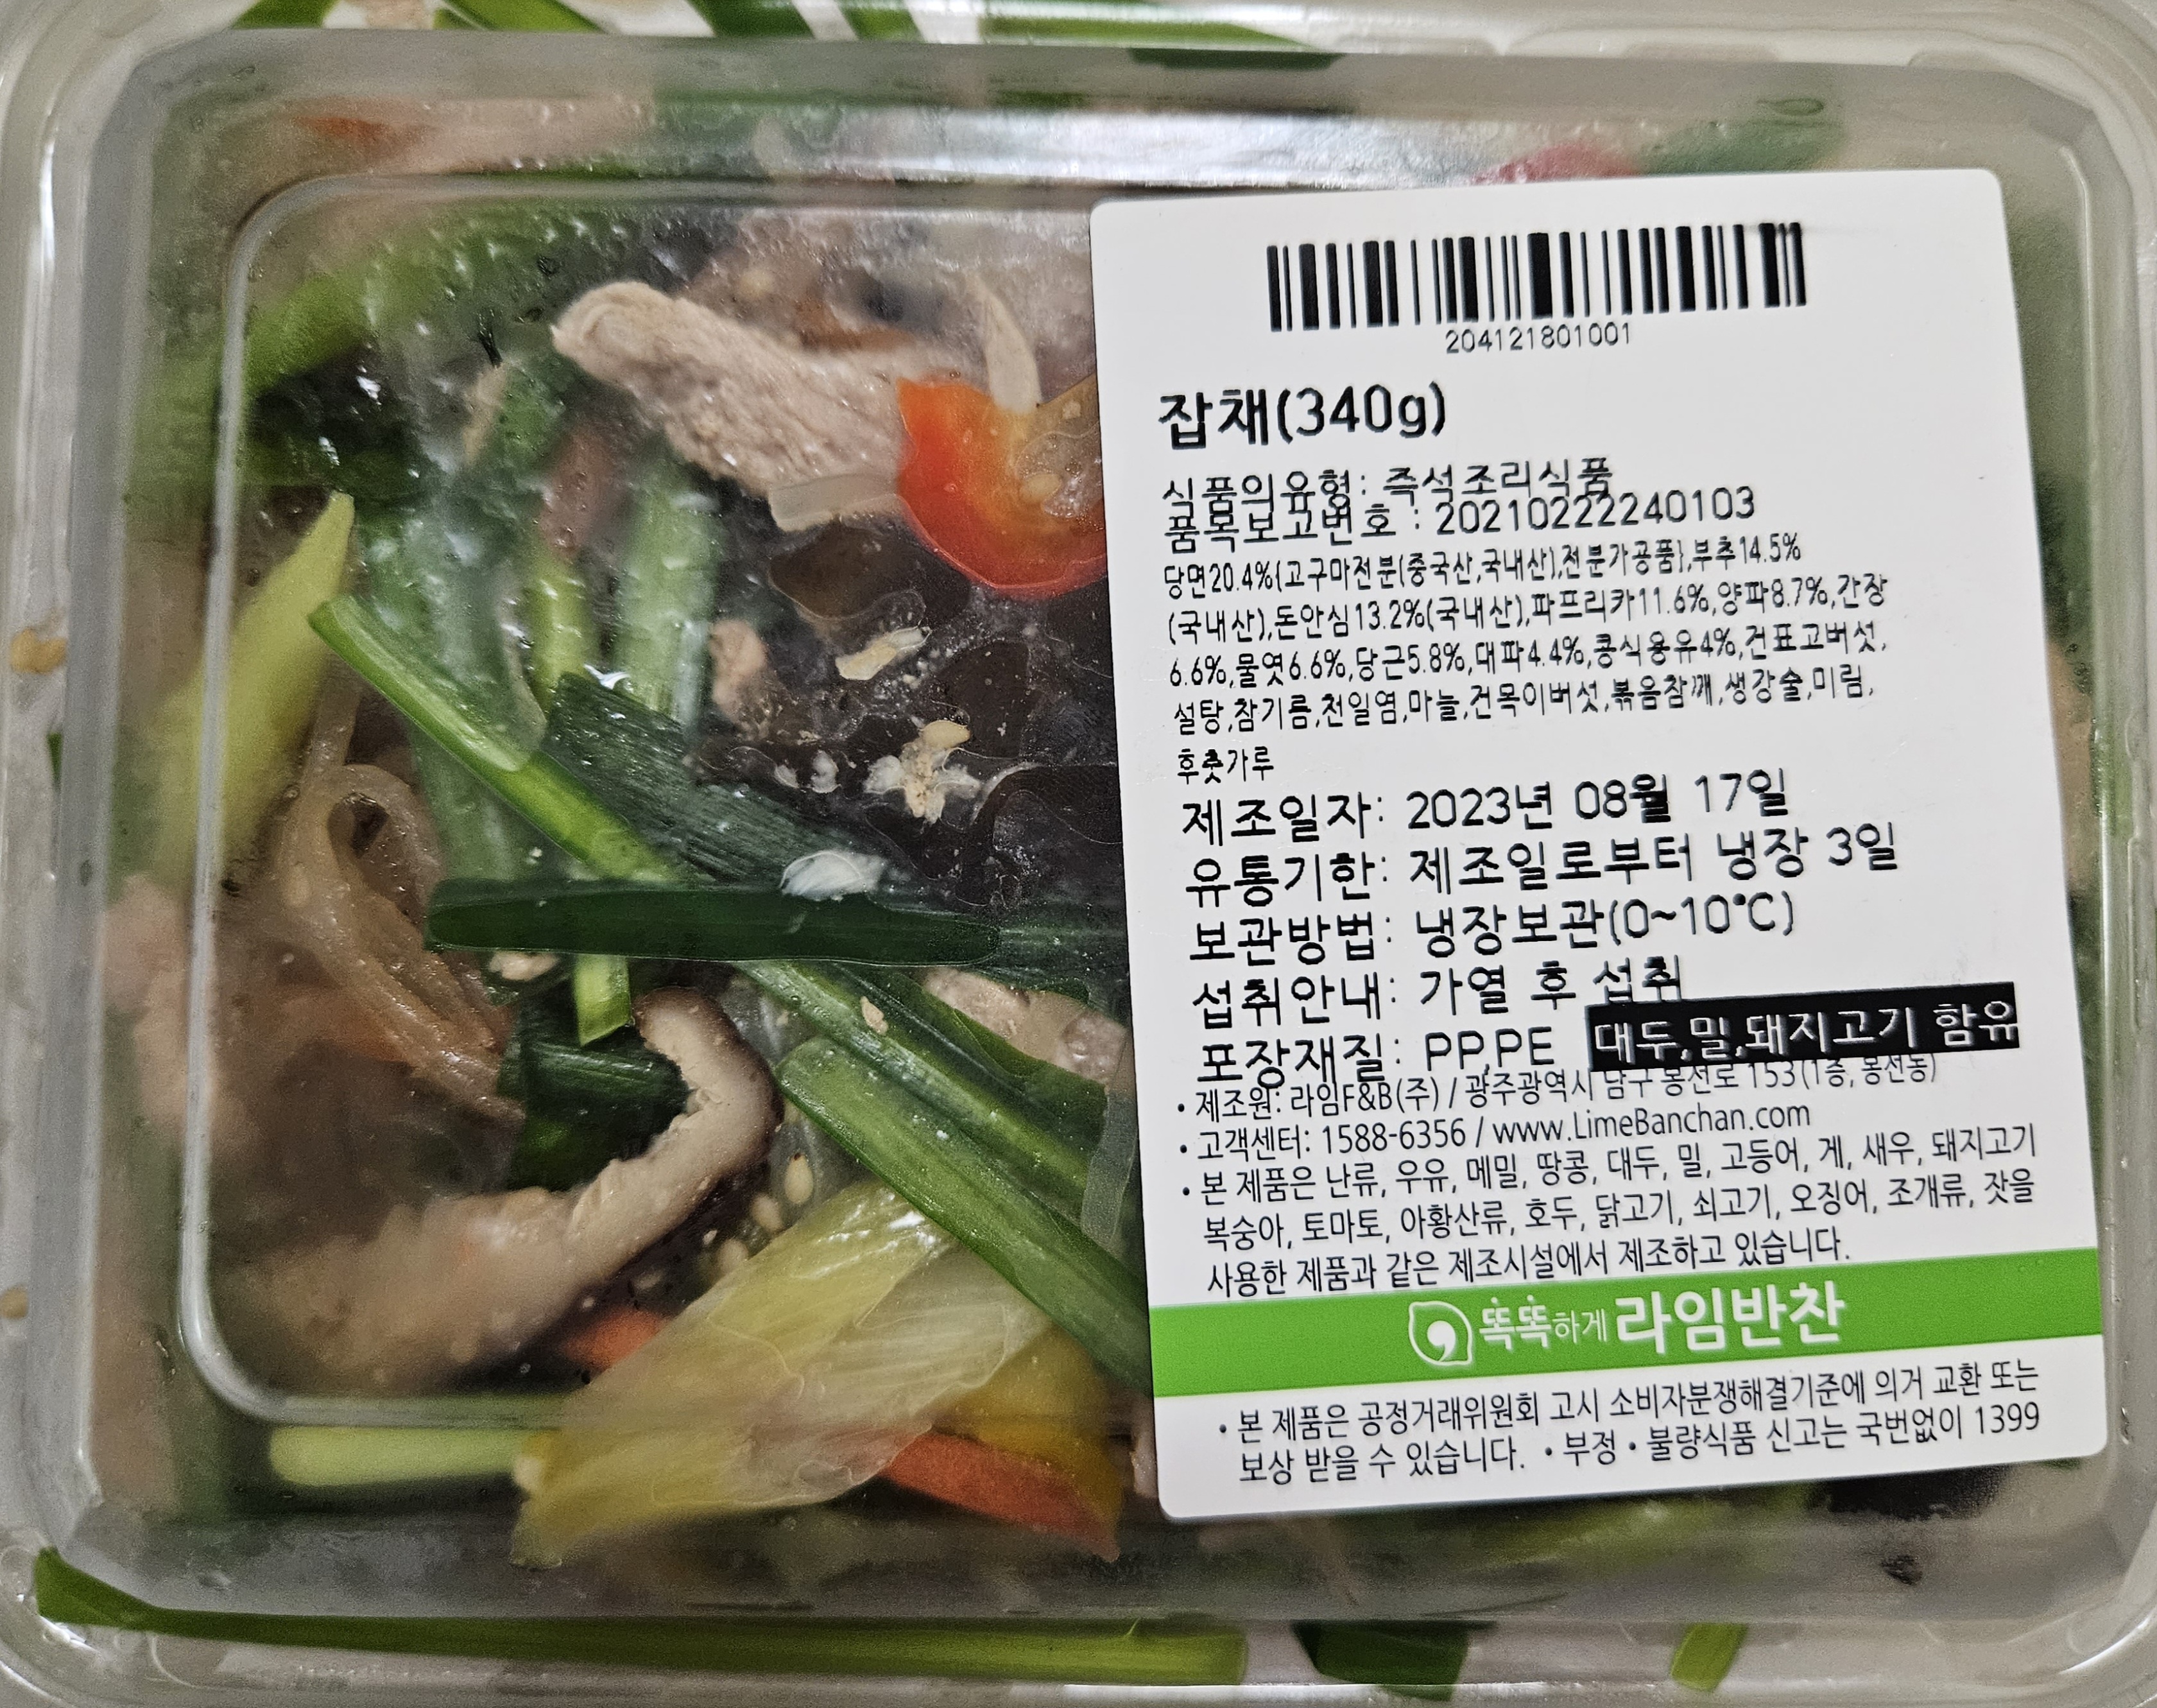 204121801001
잡채(340g)
식품의유형: 즉석조리식품
품목보고번호 : 20210222240103
당면20.4%{고구마전분(중국산,국내산),전분가공품},부추14.5%
(국내산),돈안심13.2%(국내산),파프리카11.6%,양파8.7%,간장
6.6%,물엿6.6%,당근5.8%,대파4.4%,콩식용유4%,건표고버섯,
설탕,참기름,천일염,마늘,건목이버섯,볶음참깨,생강술,미림,
후춧가루
제조일자: 2023년 08월 17일
유통기한: 제조일로부터 냉장 3일
보관방법: 냉장보관(0~10℃)
섭취안내: 가열 후 섭취
포장재질: PP,PE 대두,밀,돼지고기 함유
• 제조원: 라임F&B(주) / 광주광역시 남구 봉선로 153(1층, 봉선동)
• 고객센터: 1588-6356 / www.LimeBanchan.com
• 본 제품은 난류, 우유, 메밀, 땅콩, 대두, 밀, 고등어, 게, 새우, 돼지고기
복숭아, 토마토, 아황산류, 호두, 닭고기, 쇠고기, 오징어, 조개류, 잣을
사용한 제품과 같은 제조시설에서 제조하고 있습니다.
똑똑하게 라임반찬
• 본 제품은 공정거래위원회 고시 소비자분쟁해결기준에 의거 교환 또는
보상 받을 수 있습니다. • 부정 • 불량식품 신고는 국번없이 1399